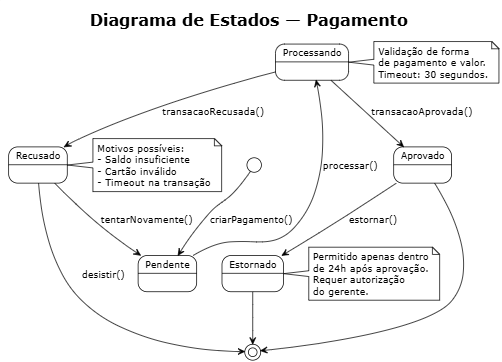 Diagrama de Estados — Pagamento
Processando
Validação de forma
de pagamento e valor.
Timeout: 30 segundos.
transacaoRecusada()
transacaoAprovada()
Recusado
Motivos possíveis:
- Saldo insuficiente
- Cartão inválido
- Timeout na transação
processar()
Aprovado
tentarNovamente()
criarPagamento()
estornar()
desistir()
Pendente
Estornado
Permitido apenas dentro
de 24h após aprovação.
Requer autorização
do gerente.